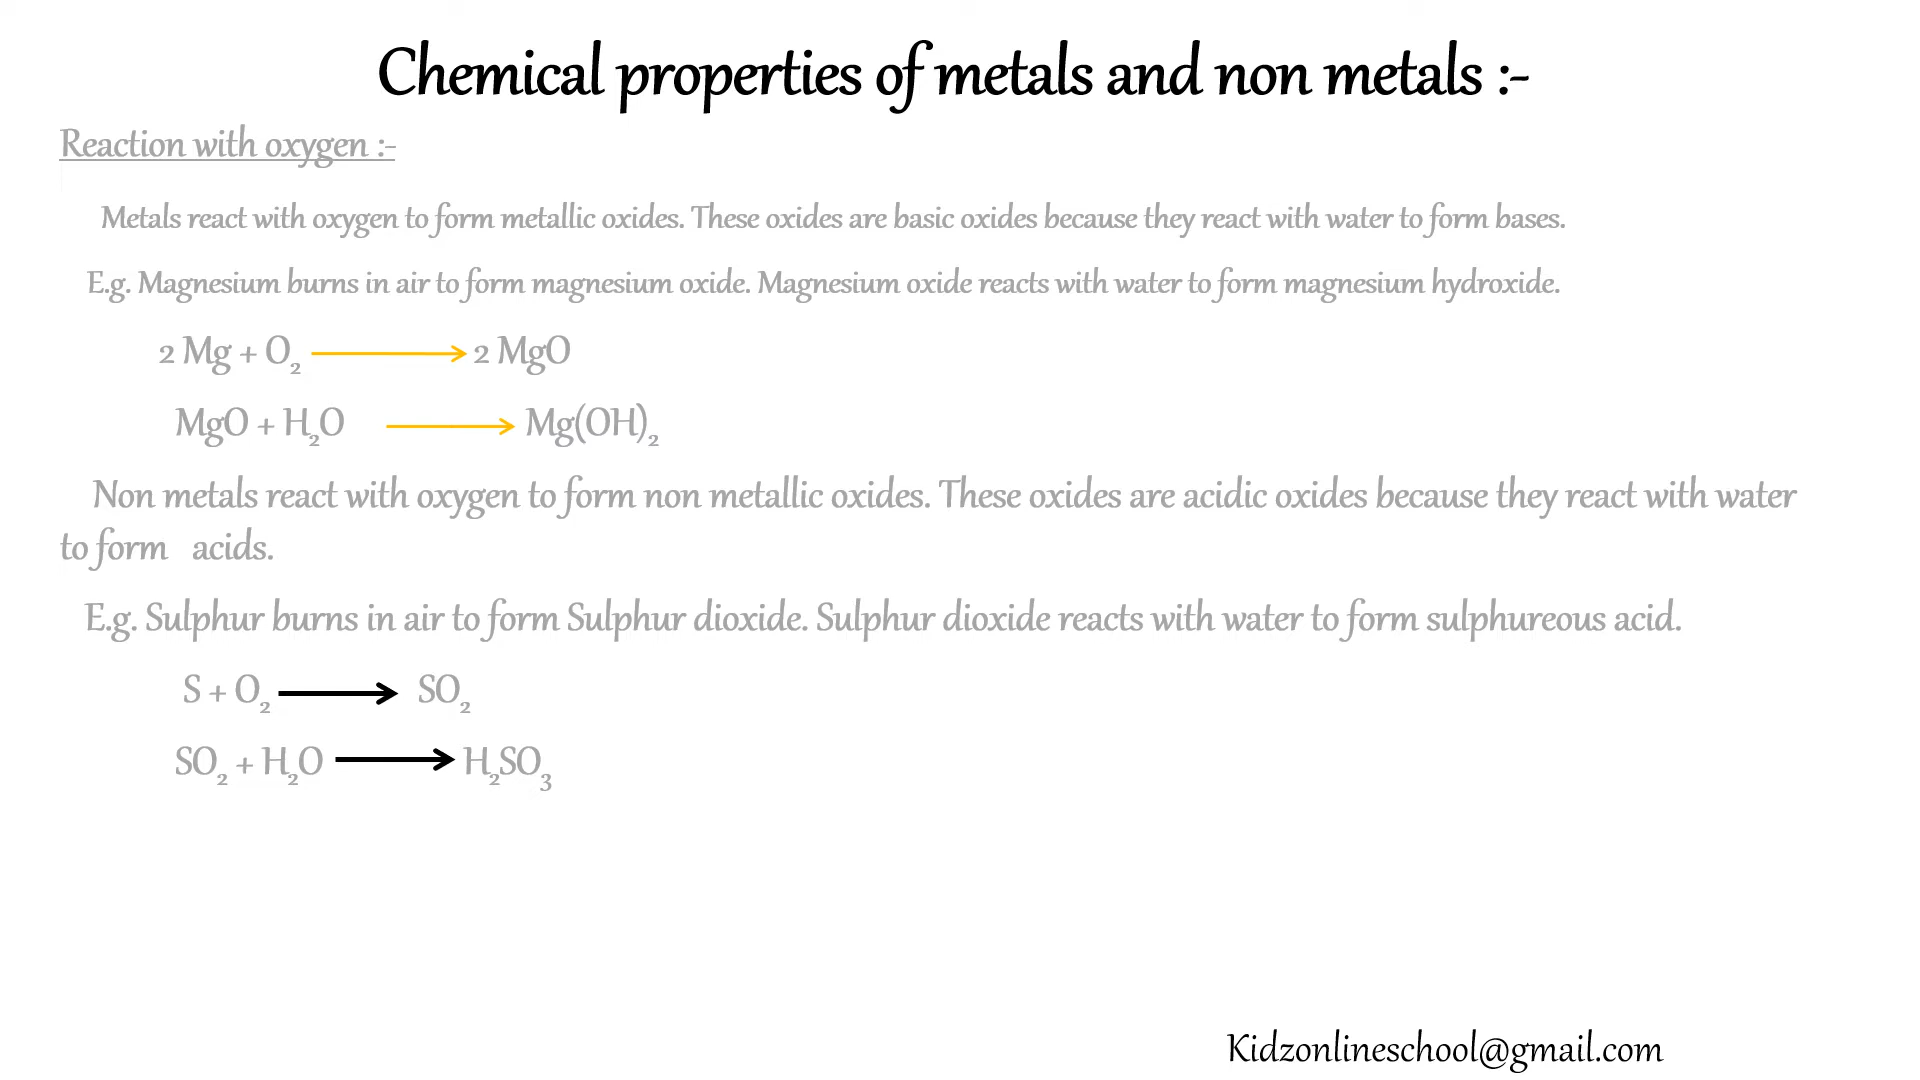 Chemical properties of metals and non metals :-
Reaction with oxygen :-
Metals react with oxygen to form metallic oxides. These oxides are basic oxides because they react with water to form bases.
E.g. Magnesium burns in air to form magnesium oxide. Magnesium oxide reacts with water to form magnesium hydroxide.
2 Mg + O₂ → 2 MgO
MgO + H₂O → Mg(OH)₂
Non metals react with oxygen to form non metallic oxides. These oxides are acidic oxides because they react with water
to form acids.
E.g. Sulphur burns in air to form Sulphur dioxide. Sulphur dioxide reacts with water to form sulphureous acid.
S + O₂ → SO₂
SO₂ + H₂O → H₂SO₃
Kidzonlineschool@gmail.com